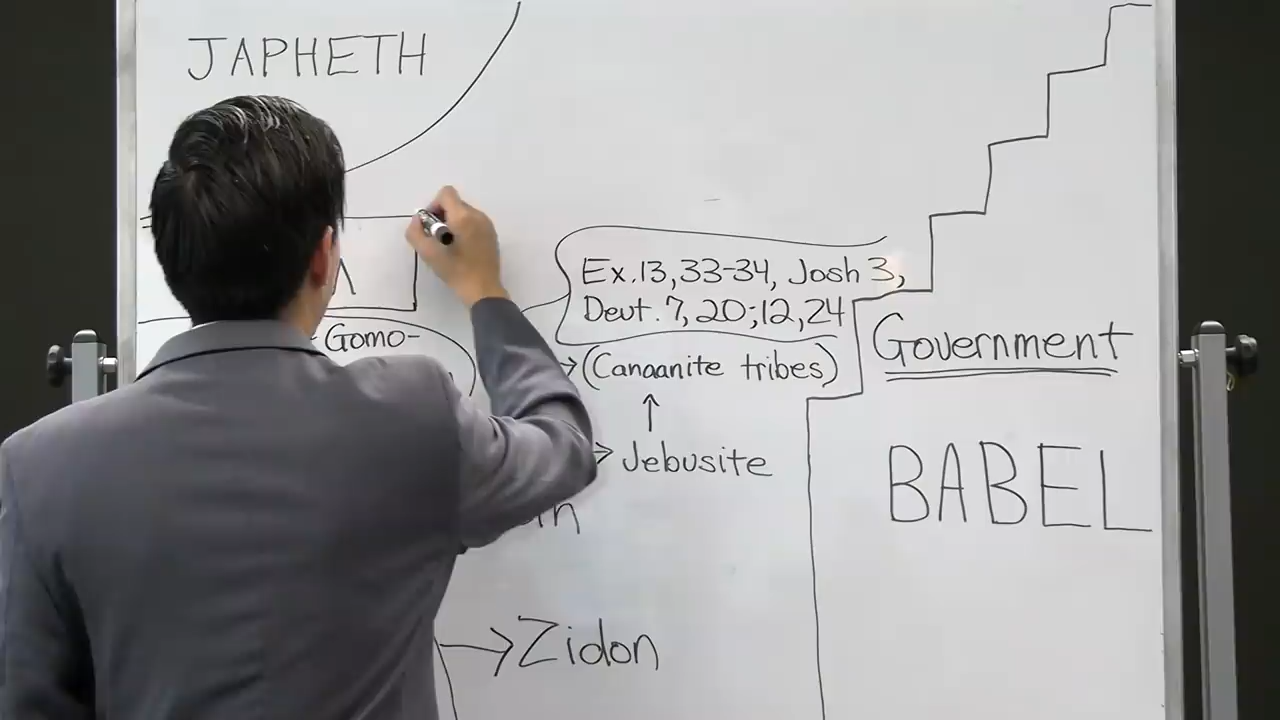 JAPHETH
Ex.13,33-34, Josh 3,
Deut. 7, 20;12,24
Gomo-
(Canaanite tribes)
Government
Jebusite
BABEL
Zidon